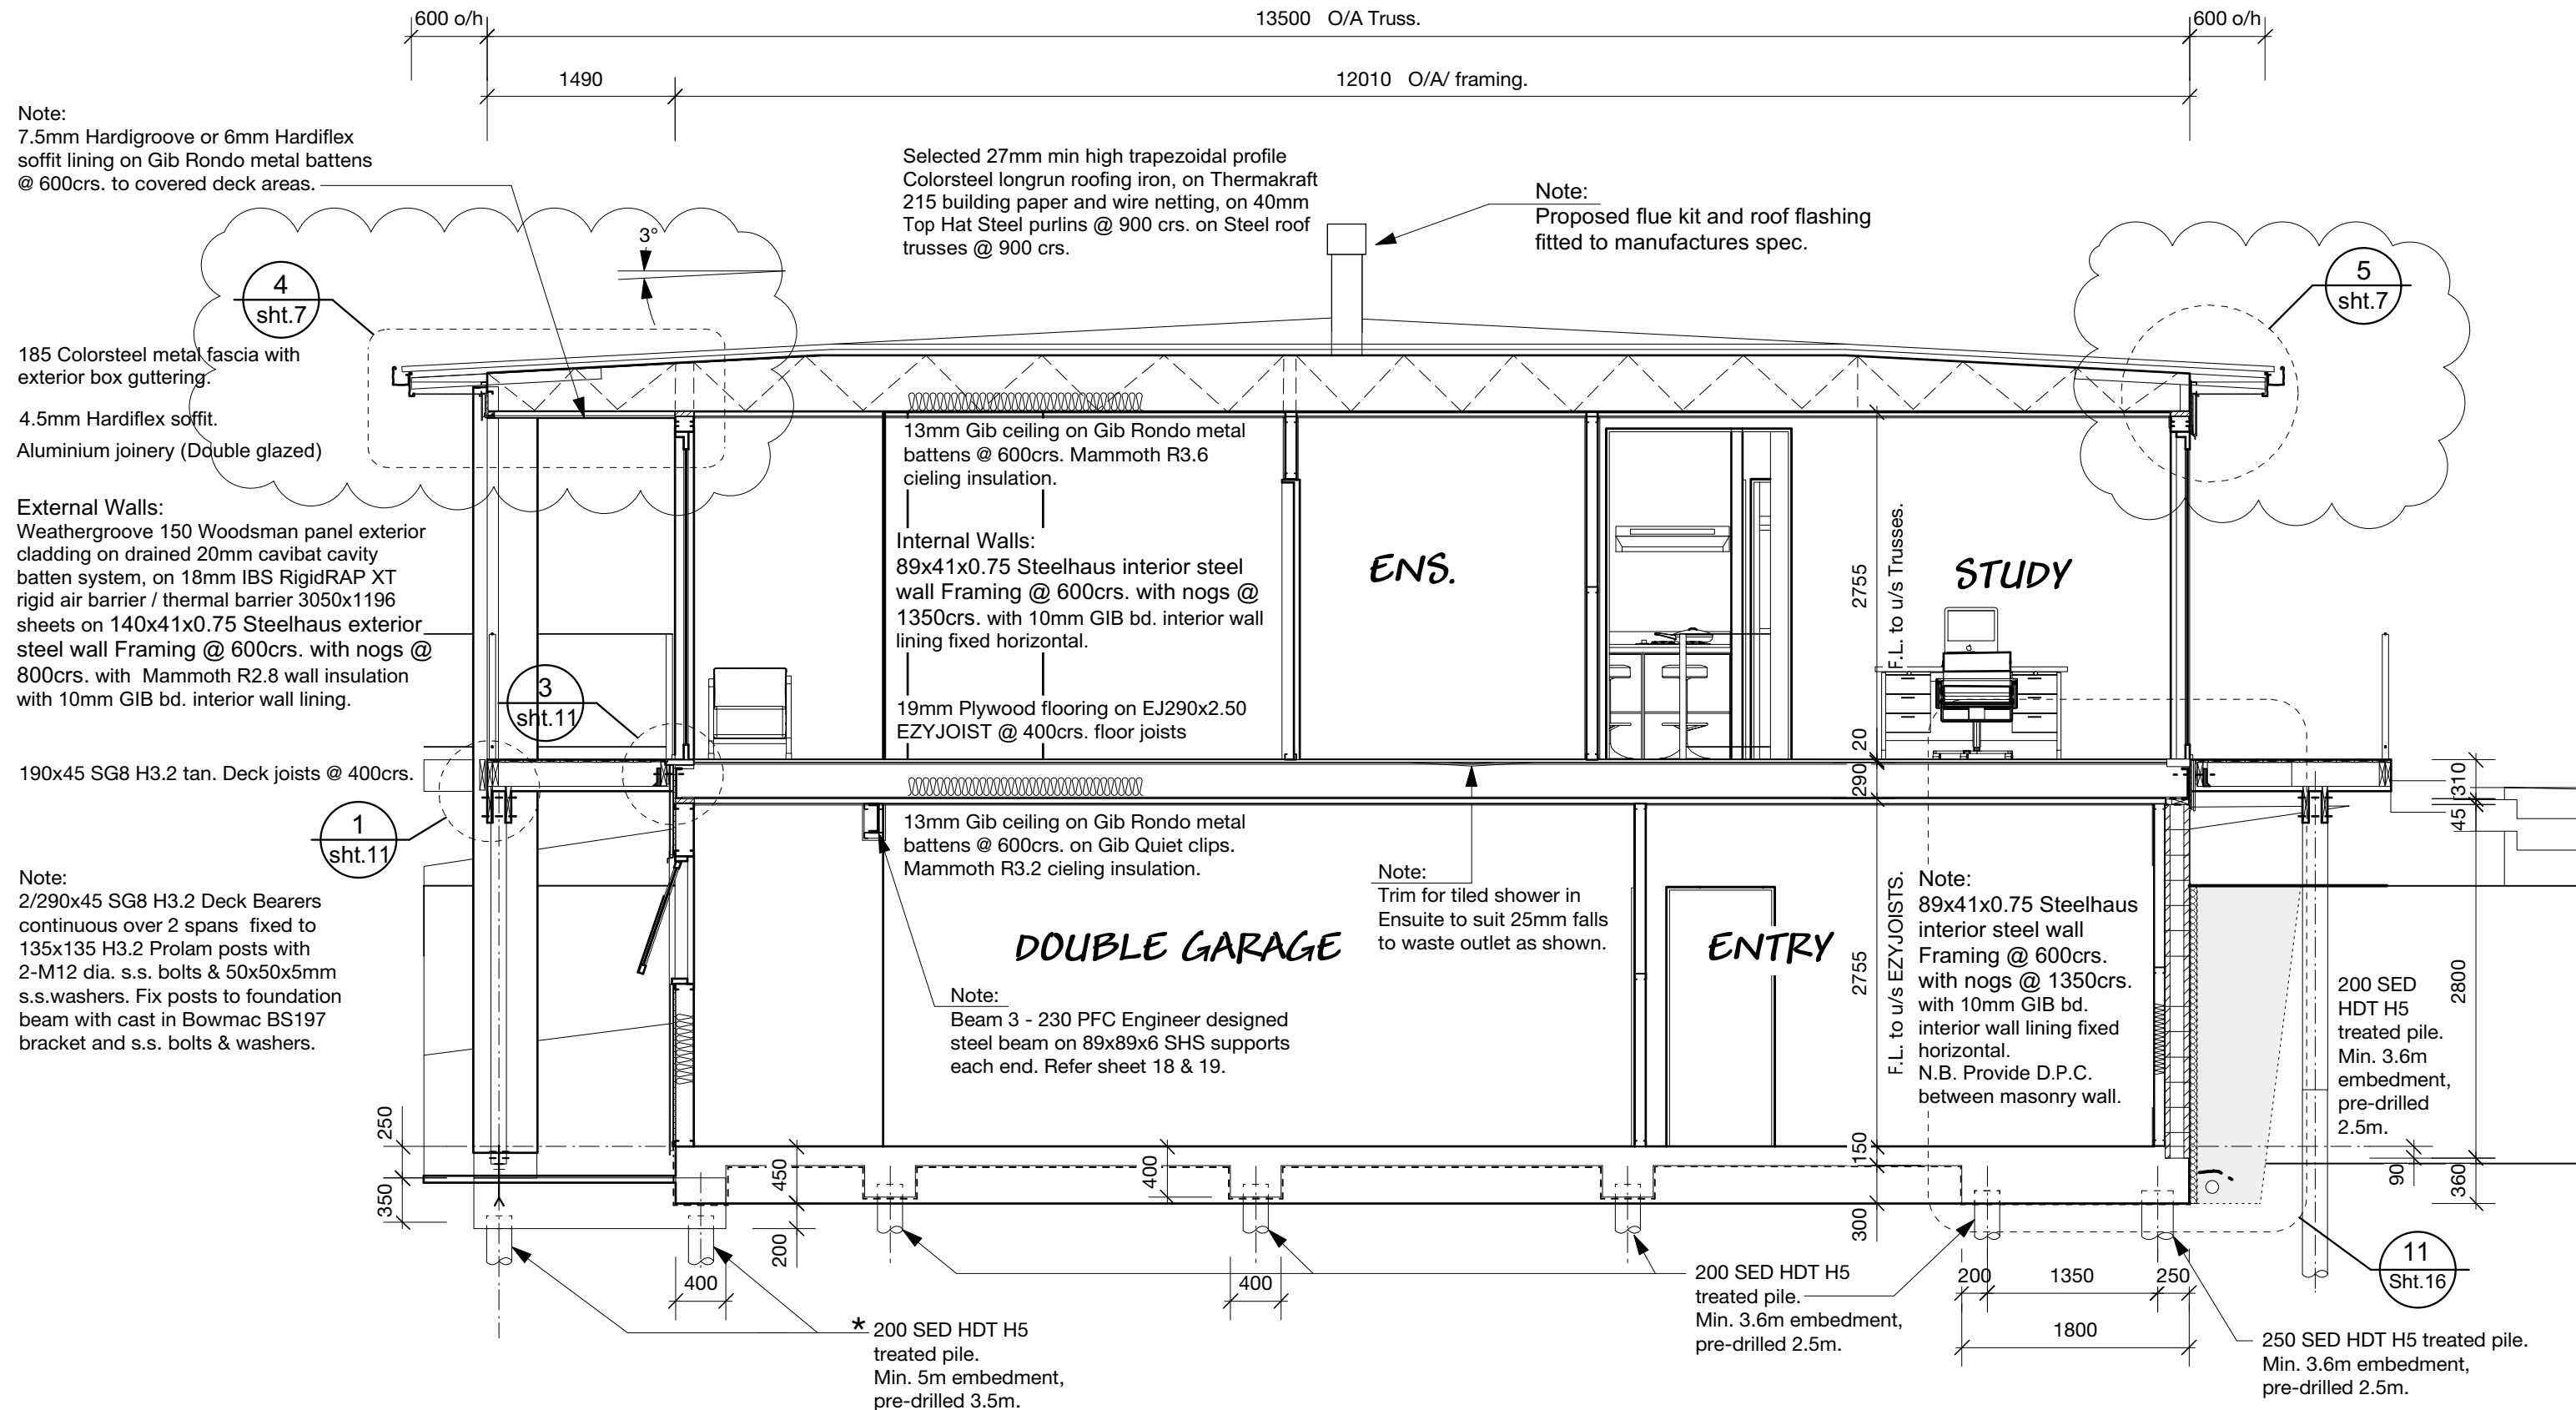 600 o/h
13500 O/A Truss.
600 o/h
1490
12010 O/A/ framing.
Note:
7.5mm Hardigroove or 6mm Hardiflex
soffit lining on Gib Rondo metal battens
@ 600crs. to covered deck areas.
Selected 27mm min high trapezoidal profile
Colorsteel longrun roofing iron, on Thermakraft
215 building paper and wire netting, on 40mm
Top Hat Steel purlins @ 900 crs. on Steel roof
trusses @ 900 crs.
Note:
Proposed flue kit and roof flashing
fitted to manufactures spec.
3°
4
sht.7
5
sht.7
185 Colorsteel metal fascia with
exterior box guttering.
4.5mm Hardiflex soffit.
Aluminium joinery (Double glazed)
External Walls:
Weathergroove 150 Woodsman panel exterior
cladding on drained 20mm cavibat cavity
batten system, on 18mm IBS RigidRAP XT
rigid air barrier / thermal barrier 3050x1196
sheets on 140x41x0.75 Steelhaus exterior
steel wall Framing @ 600crs. with nogs @
800crs. with Mammoth R2.8 wall insulation
with 10mm GIB bd. interior wall lining.
13mm Gib ceiling on Gib Rondo metal
battens @ 600crs. Mammoth R3.6
cieling insulation.
Internal Walls:
89x41x0.75 Steelhaus interior steel
wall Framing @ 600crs. with nogs @
1350crs. with 10mm GIB bd. interior wall
lining fixed horizontal.
19mm Plywood flooring on EJ290x2.50
EZYJOIST @ 400crs. floor joists
ENS.
STUDY
2755
F.L. to u/s Trusses.
20
290
3
sht.11
190x45 SG8 H3.2 tan. Deck joists @ 400crs.
1
sht.11
Note:
2/290x45 SG8 H3.2 Deck Bearers
continuous over 2 spans fixed to
135x135 H3.2 Prolam posts with
2-M12 dia. s.s. bolts & 50x50x5mm
s.s.washers. Fix posts to foundation
beam with cast in Bowmac BS197
bracket and s.s. bolts & washers.
13mm Gib ceiling on Gib Rondo metal
battens @ 600crs. on Gib Quiet clips.
Mammoth R3.2 cieling insulation.
Note:
Trim for tiled shower in
Ensuite to suit 25mm falls
to waste outlet as shown.
DOUBLE GARAGE
ENTRY
Note:
Beam 3 - 230 PFC Engineer designed
steel beam on 89x89x6 SHS supports
each end. Refer sheet 18 & 19.
2755
F.L. to u/s EZYJOISTS.
Note:
89x41x0.75 Steelhaus
interior steel wall
Framing @ 600crs.
with nogs @ 1350crs.
with 10mm GIB bd.
interior wall lining fixed
horizontal.
N.B. Provide D.P.C.
between masonry wall.
200 SED
HDT H5
treated pile.
Min. 3.6m
embedment,
pre-drilled
2.5m.
310
45
2800
90
360
250
350
450
200
400
150
300
400
400
200
1350
250
1800
11
Sht.16
* 200 SED HDT H5
treated pile.
Min. 5m embedment,
pre-drilled 3.5m.
200 SED HDT H5
treated pile.
Min. 3.6m embedment,
pre-drilled 2.5m.
250 SED HDT H5 treated pile.
Min. 3.6m embedment,
pre-drilled 2.5m.